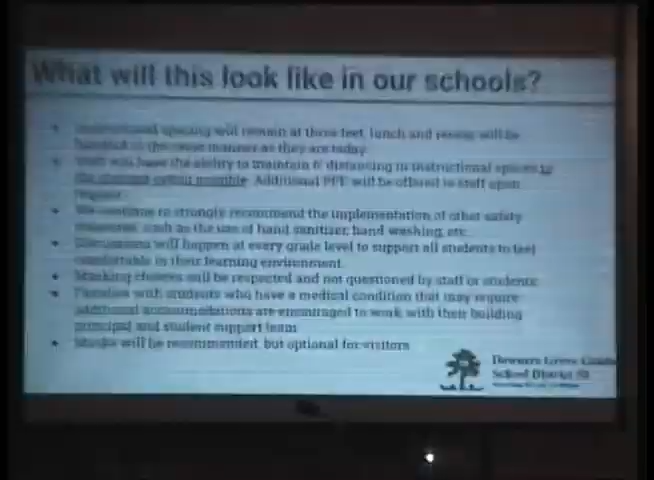 What will this look like in our schools?
Instructional spacing will remain at three feet, lunch and recess will be
handled in the same manner as they are today.
Staff will have the ability to maintain 6' distancing in instructional spaces to
the greatest extent possible. Additional PPE will be offered to staff upon
request.
We continue to strongly recommend the implementation of other safety
measures, such as the use of hand sanitizer, hand washing, etc.
Discussions will happen at every grade level to support all students to feel
comfortable in their learning environment.
Masking choices will be respected and not questioned by staff or students.
Families with students who have a medical condition that may require
additional accommodations are encouraged to work with their building
principal and student support team.
Masks will be recommended, but optional for visitors
Downers Grove Grade
School District 58